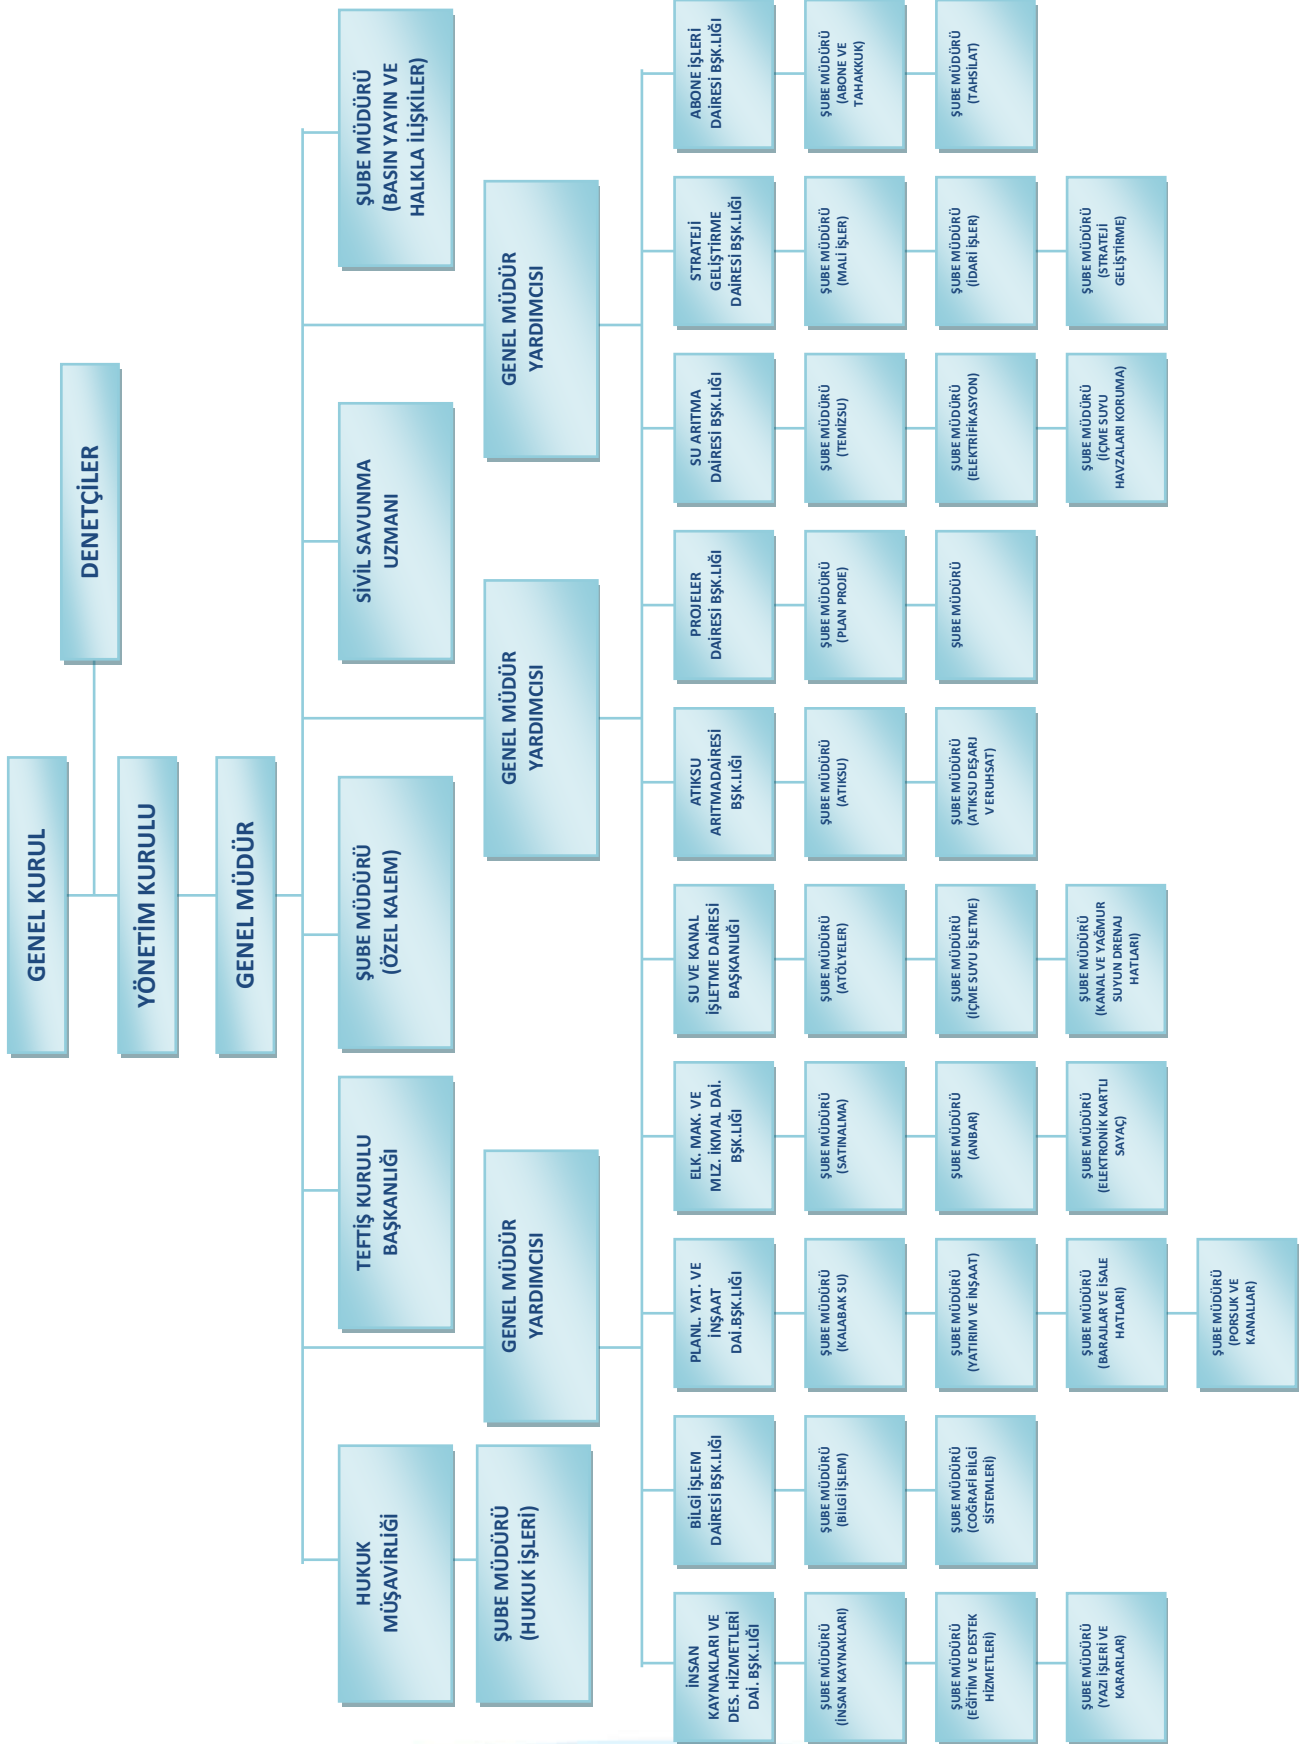 GENEL KURUL
DENETÇİLER
YÖNETİM KURULU
GENEL MÜDÜR
HUKUK
MÜŞAVİRLİĞİ
TEFTİŞ KURULU
BAŞKANLIĞI
ŞUBE MÜDÜRÜ
(ÖZEL KALEM)
SİVİL SAVUNMA
UZMANI
ŞUBE MÜDÜRÜ
(BASIN YAYIN VE
HALKLA İLİŞKİLER)
ŞUBE MÜDÜRÜ
(HUKUK İŞLERİ)
GENEL MÜDÜR
YARDIMCISI
GENEL MÜDÜR
YARDIMCISI
GENEL MÜDÜR
YARDIMCISI
İNSAN
KAYNAKLARI VE
DES. HİZMETLERİ
DAİ. BŞK.LIĞI
BİLGİ İŞLEM
DAİRESİ BŞK.LIĞI
PLANL. YAT. VE
İNŞAAT
DAİ.BŞK.LIĞI
ELK. MAK. VE
MLZ. İKMAL DAİ.
BŞK.LIĞI
SU VE KANAL
İŞLETME DAİRESİ
BAŞKANLIĞI
ATIKSU
ARITMADAİRESİ
BŞK.LIĞI
PROJELER
DAİRESİ BŞK.LIĞI
SU ARITMA
DAİRESİ BŞK.LIĞI
STRATEJİ
GELİŞTİRME
DAİRESİ BŞK.LIĞI
ABONE İŞLERİ
DAİRESİ BŞK.LIĞI
ŞUBE MÜDÜRÜ
(İNSAN KAYNAKLARI)
ŞUBE MÜDÜRÜ
(BİLGİ İŞLEM)
ŞUBE MÜDÜRÜ
(KALABAK SU)
ŞUBE MÜDÜRÜ
(SATINALMA)
ŞUBE MÜDÜRÜ
(ATÖLYELER)
ŞUBE MÜDÜRÜ
(ATIKSU)
ŞUBE MÜDÜRÜ
(PLAN PROJE)
ŞUBE MÜDÜRÜ
(TEMİZSU)
ŞUBE MÜDÜRÜ
(MALİ İŞLER)
ŞUBE MÜDÜRÜ
(ABONE VE
TAHAKKUK)
ŞUBE MÜDÜRÜ
(EĞİTİM VE DESTEK
HİZMETLERİ)
ŞUBE MÜDÜRÜ
(COĞRAFİ BİLGİ
SİSTEMLERİ)
ŞUBE MÜDÜRÜ
(YATIRIM VE İNŞAAT)
ŞUBE MÜDÜRÜ
(ANBAR)
ŞUBE MÜDÜRÜ
(İÇME SUYU İŞLETME)
ŞUBE MÜDÜRÜ
(ATIKSU DEŞARJ
V ERUHSAT)
ŞUBE MÜDÜRÜ
ŞUBE MÜDÜRÜ
(ELEKTRİFİKASYON)
ŞUBE MÜDÜRÜ
(İDARİ İŞLER)
ŞUBE MÜDÜRÜ
(TAHSİLAT)
ŞUBE MÜDÜRÜ
(YAZI İŞLERİ VE
KARARLAR)
ŞUBE MÜDÜRÜ
(BARAJLAR VE İSALE
HATLARI)
ŞUBE MÜDÜRÜ
(ELEKTRONİK KARTLI
SAYAÇ)
ŞUBE MÜDÜRÜ
(KANAL VE YAĞMUR
SUYUN DRENAJ
HATLARI)
ŞUBE MÜDÜRÜ
(İÇME SUYU
HAVZALARI KORUMA)
ŞUBE MÜDÜRÜ
(STRATEJİ
GELİŞTİRME)
ŞUBE MÜDÜRÜ
(PORSUK VE
KANALLAR)